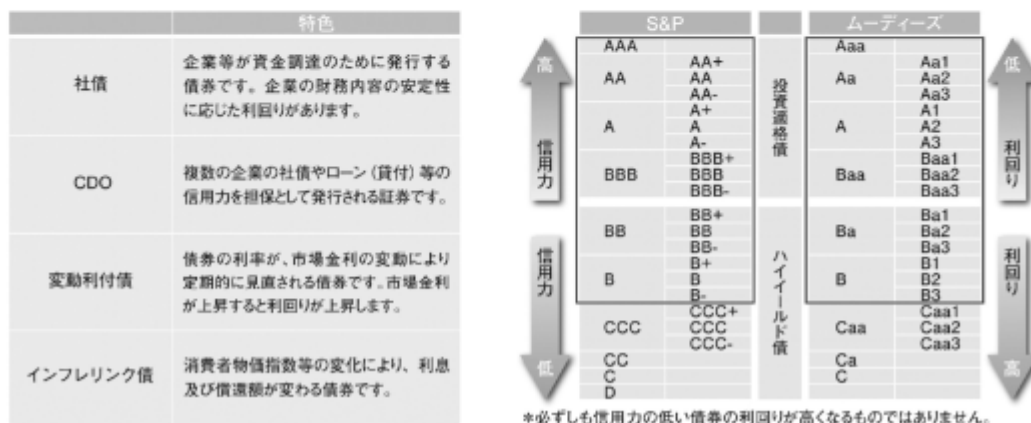 特色
社債
企業等が資金調達のために発行する
債券です。企業の財務内容の安定性
に応じた利回りがあります。
CDO
複数の企業の社債やローン（貸付）等の
信用力を担保として発行される証券です。
変動利付債
債券の利率が、市場金利の変動により
定期的に見直される債券です。市場金利
が上昇すると利回りが上昇します。
インフレリンク債
消費者物価指数等の変化により、利息
及び償還額が変わる債券です。
S&P
ムーディーズ
高
信用力
信用力
低
AAA
AA
AA+
AA
AA-
A
A+
A
A-
BBB
BBB+
BBB
BBB-
BB
BB+
BB
BB-
B
B+
B
B-
CCC
CCC+
CCC
CCC-
CC
C
D
投資適格債
ハイイールド債
Aaa
Aa
Aa1
Aa2
Aa3
A
A1
A2
A3
Baa
Baa1
Baa2
Baa3
Ba
Ba1
Ba2
Ba3
B
B1
B2
B3
Caa
Caa1
Caa2
Caa3
Ca
C
低
利回り
利回り
高
*必ずしも信用力の低い債券の利回りが高くなるものではありません。